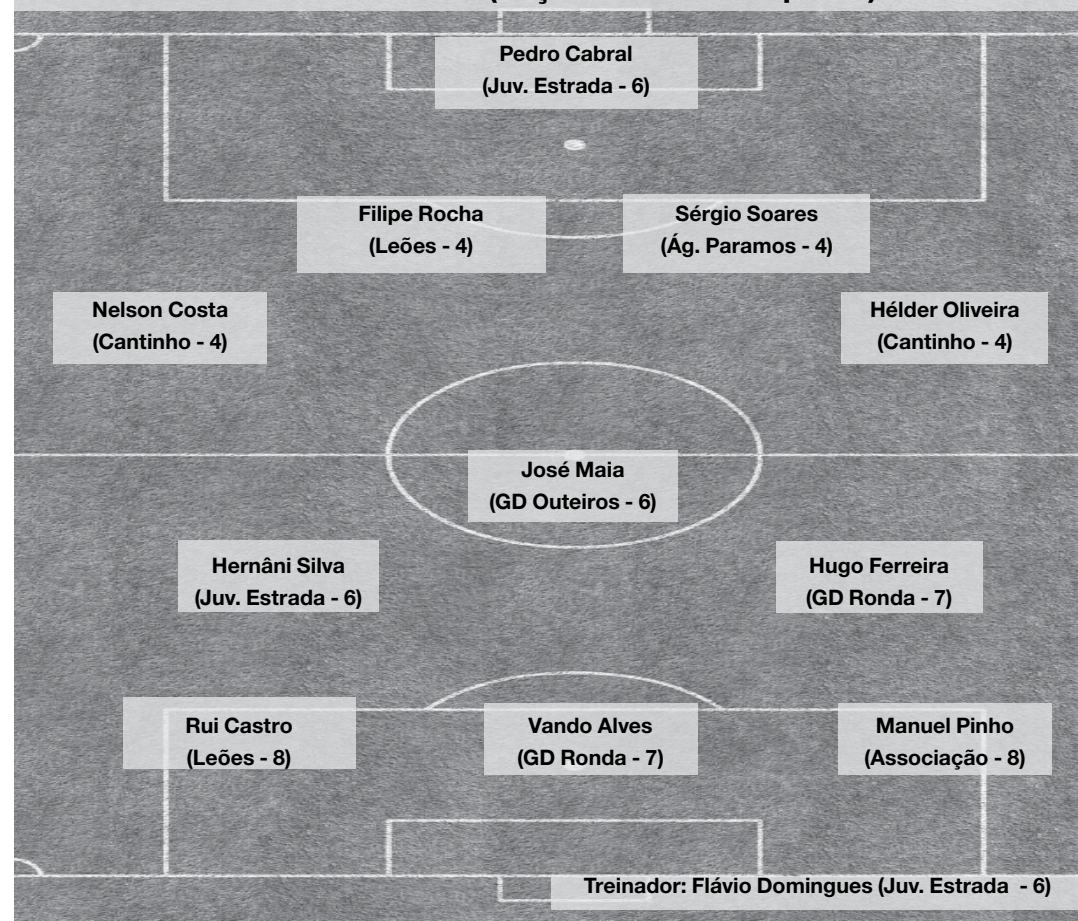 Pedro Cabral
(Juv. Estrada - 6)
Filipe Rocha
(Leões - 4)
Sérgio Soares
(Ág. Paramos - 4)
Nelson Costa
(Cantinho - 4)
Hélder Oliveira
(Cantinho - 4)
José Maia
(GD Outeiros - 6)
Hernâni Silva
(Juv. Estrada - 6)
Hugo Ferreira
(GD Ronda - 7)
Rui Castro
(Leões - 8)
Vando Alves
(GD Ronda - 7)
Manuel Pinho
(Associação - 8)
Treinador: Flávio Domingues (Juv. Estrada - 6)